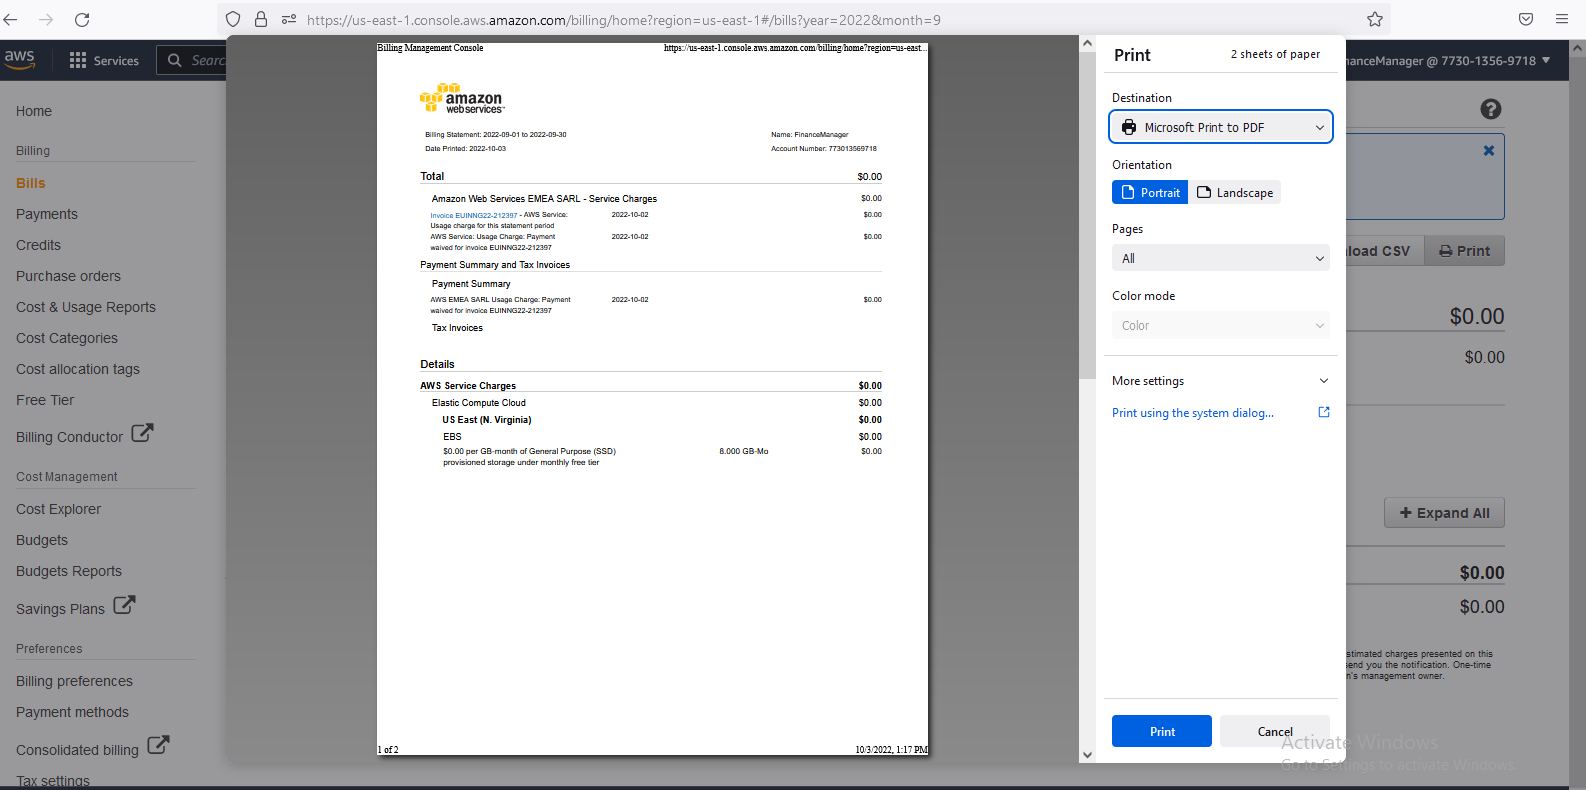 https://us-east-1.console.aws.amazon.com/billing/home?region=us-east-1#/bills?year=2022&month=9
aws
Services
Searc
nanceManager @ 7730-1356-9718
Home
Billing
Bills
Payments
Credits
Purchase orders
Cost & Usage Reports
Cost Categories
Cost allocation tags
Free Tier
Billing Conductor
Cost Management
Cost Explorer
Budgets
Budgets Reports
Savings Plans
Preferences
Billing preferences
Payment methods
Consolidated billing
Tax settings
Billing Management Console
https://us-east-1.console.aws.amazon.com/billing/home?region=us-east...
amazon
webservices™
Billing Statement: 2022-09-01 to 2022-09-30
Name: FinanceManager
Date Printed: 2022-10-03
Account Number: 773013569718
Total $0.00
Amazon Web Services EMEA SARL - Service Charges $0.00
Invoice EUINNG22-212397 - AWS Service: 2022-10-02 $0.00
Usage charge for this statement period
AWS Service: Usage Charge: Payment 2022-10-02 $0.00
waived for invoice EUINNG22-212397
Payment Summary and Tax Invoices
Payment Summary
AWS EMEA SARL Usage Charge: Payment 2022-10-02 $0.00
waived for invoice EUINNG22-212397
Tax Invoices
Details
AWS Service Charges $0.00
Elastic Compute Cloud $0.00
US East (N. Virginia) $0.00
EBS $0.00
$0.00 per GB-month of General Purpose (SSD) 8.000 GB-Mo $0.00
provisioned storage under monthly free tier
1 of 2
10/3/2022, 1:17 PM
Print
2 sheets of paper
Destination
Microsoft Print to PDF
Orientation
Portrait
Landscape
Pages
All
Color mode
Color
More settings
Print using the system dialog...
Print
Cancel
load CSV
Print
$0.00
$0.00
Expand All
$0.00
$0.00
stimated charges presented on this
send you the notification. One-time
n's management owner.
Activate Windows
Go to Settings to activate Windows.